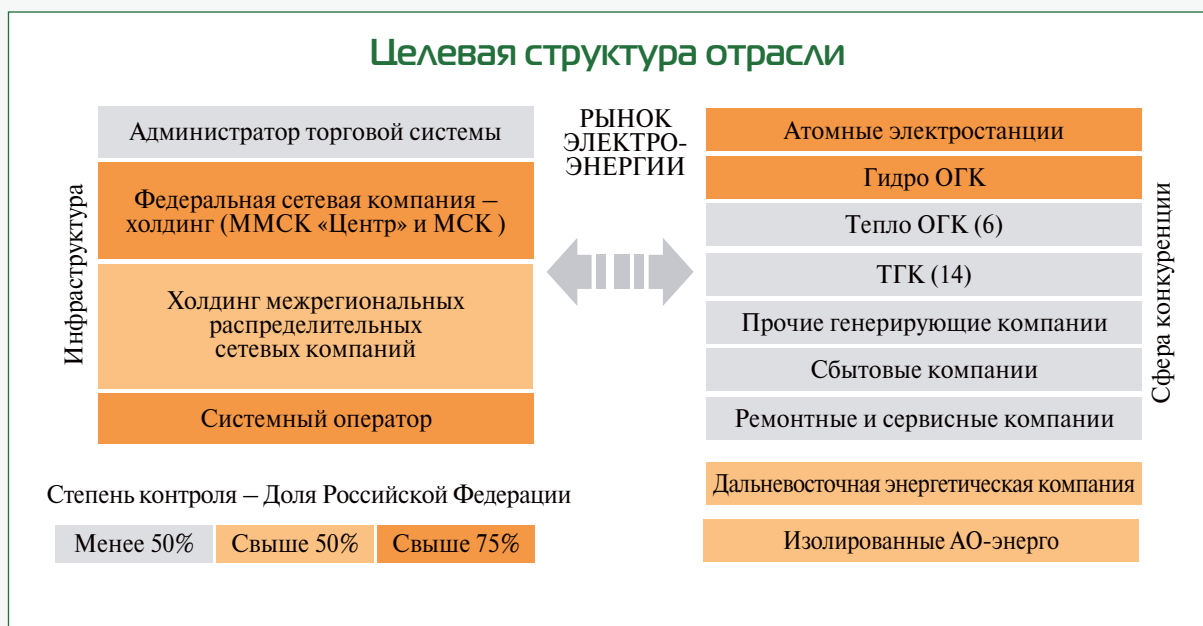 Целевая структура отрасли
Инфраструктура
Администратор торговой системы
Федеральная сетевая компания –
холдинг (ММСК «Центр» и МСК )
Холдинг межрегиональных
распределительных
сетевых компаний
Системный оператор
РЫНОК
ЭЛЕКТРО-
ЭНЕРГИИ
Атомные электростанции
Гидро ОГК
Тепло ОГК (6)
ТГК (14)
Прочие генерирующие компании
Сбытовые компании
Ремонтные и сервисные компании
Сфера конкуренции
Дальневосточная энергетическая компания
Изолированные АО-энерго
Степень контроля – Доля Российской Федерации
Менее 50%
Свыше 50%
Свыше 75%